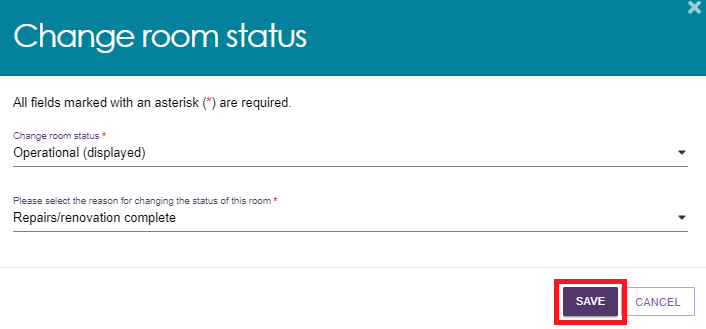 Change room status
All fields marked with an asterisk (*) are required.
Change room status *
Operational (displayed)
Please select the reason for changing the status of this room *
Repairs/renovation complete
SAVE CANCEL